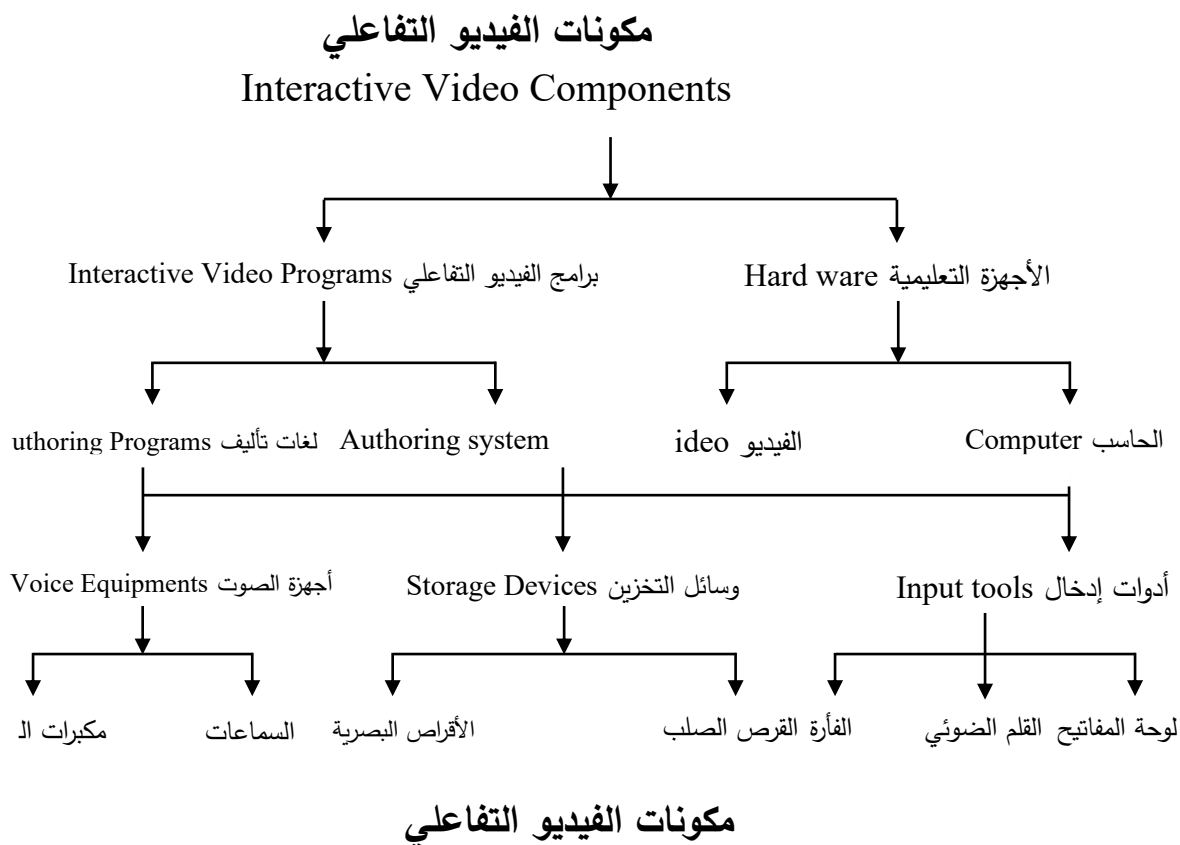 مكونات الفيديو التفاعلي
Interactive Video Components
الأجهزة التعليمية Hard ware
برامج الفيديو التفاعلي Interactive Video Programs
الحاسب Computer
الفيديو ideo
Authoring system
لغات تأليف uthoring Programs
أدوات إدخال Input tools
وسائل التخزين Storage Devices
أجهزة الصوت Voice Equipments
لوحة المفاتيح القلم الضوئي الفأرة القرص الصلب الأقراص البصرية السماعات مكبرات الـ
مكونات الفيديو التفاعلي